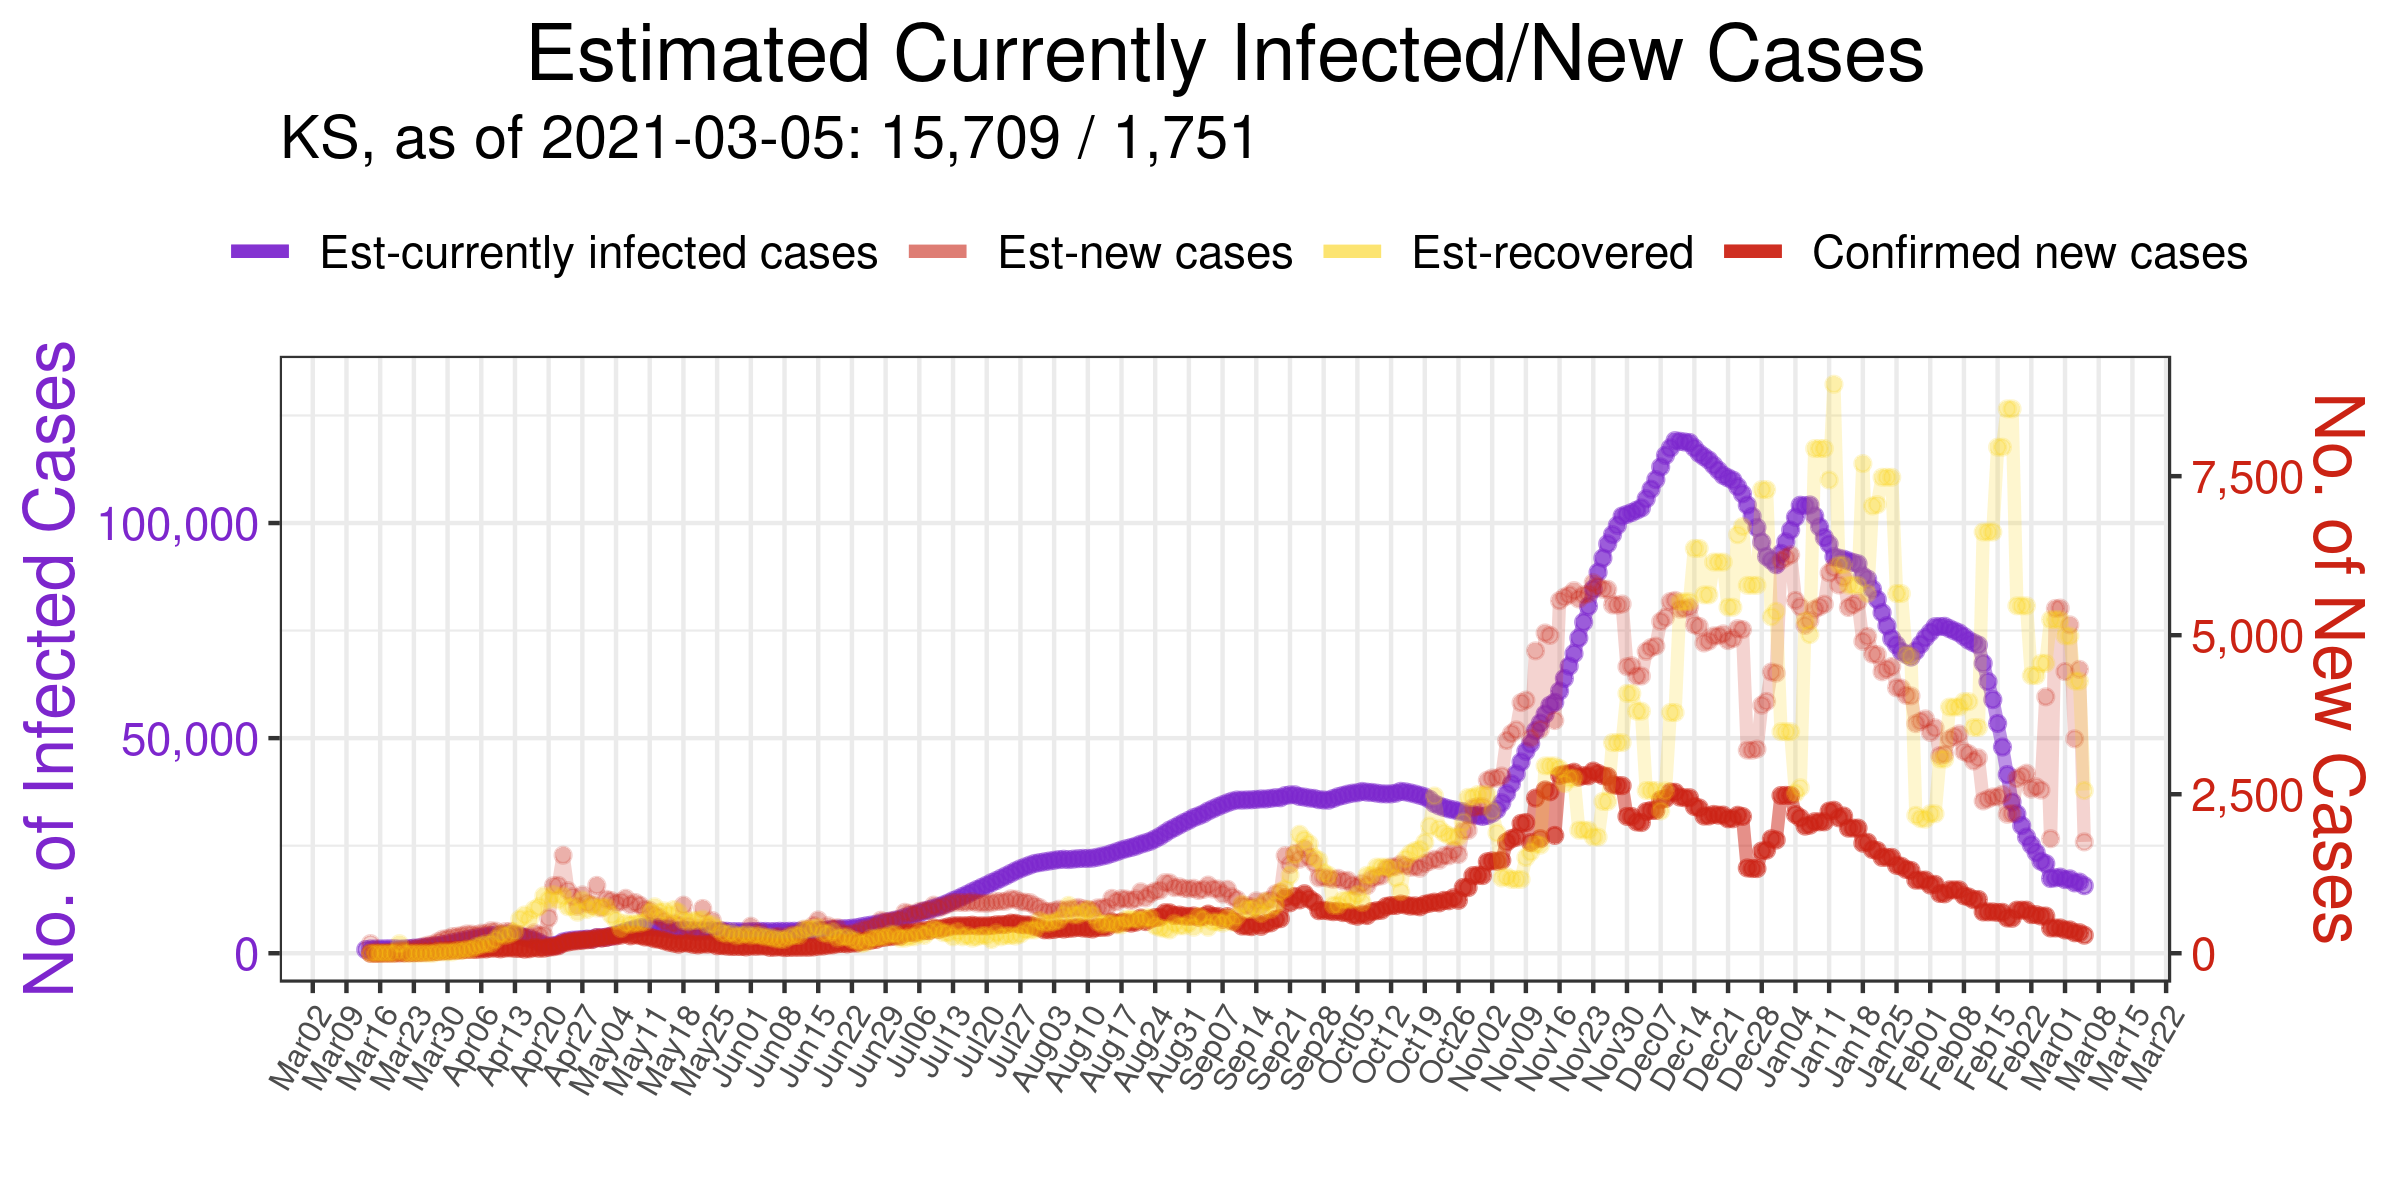 Estimated Currently Infected/New Cases
KS, as of 2021-03-05: 15,709 / 1,751
Est-currently infected cases
Est-new cases
Est-recovered
Confirmed new cases
No. of Infected Cases
100,000
50,000
0
7,500
5,000
2,500
0
No. of New Cases
Mar02
Mar09
Mar16
Mar23
Mar30
Apr06
Apr13
Apr20
Apr27
May04
May11
May18
May25
Jun01
Jun08
Jun15
Jun22
Jun29
Jul06
Jul13
Jul20
Jul27
Aug03
Aug10
Aug17
Aug24
Aug31
Sep07
Sep14
Sep21
Sep28
Oct05
Oct12
Oct19
Oct26
Nov02
Nov09
Nov16
Nov23
Nov30
Dec07
Dec14
Dec21
Dec28
Jan04
Jan11
Jan18
Jan25
Feb01
Feb08
Feb15
Feb22
Mar01
Mar08
Mar15
Mar22